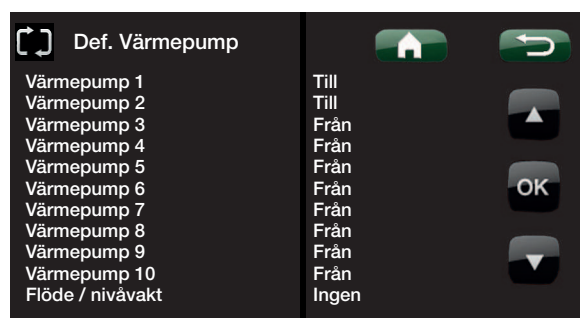 Def. Värmepump
Värmepump 1 Till
Värmepump 2 Till
Värmepump 3 Från
Värmepump 4 Från
Värmepump 5 Från
Värmepump 6 Från
Värmepump 7 Från
Värmepump 8 Från
Värmepump 9 Från
Värmepump 10 Från
Flöde / nivåvakt Ingen
OK